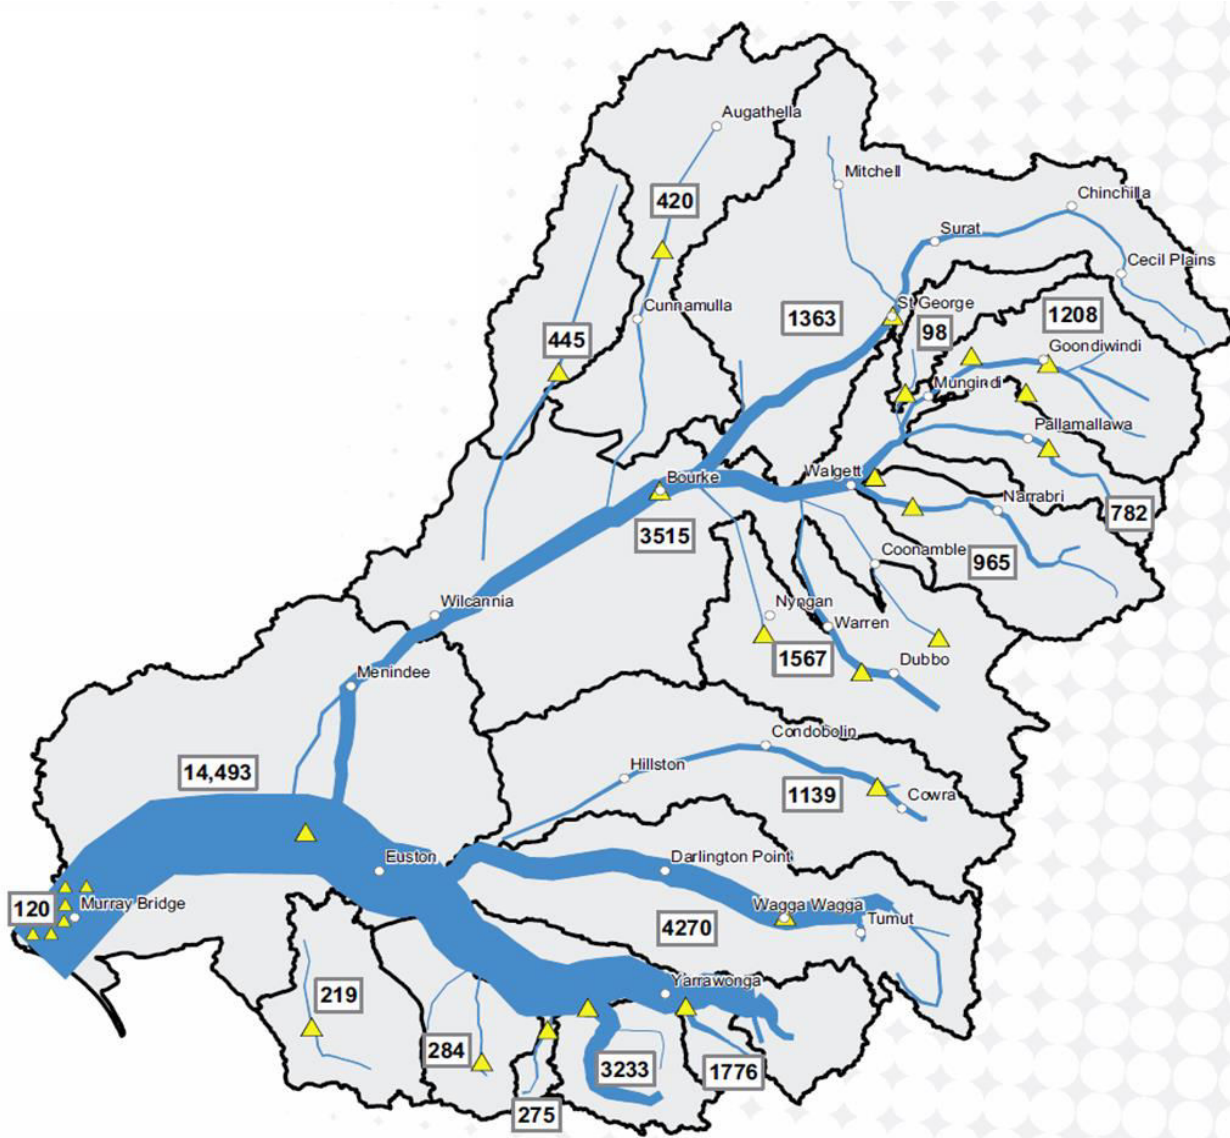 Augathella
Mitchell
Chinchilla
420
Surat
Cecil Plains
Cunnamulla
St George
1363
98
1208
445
Goondiwindi
Mungindi
Pallamallawa
Bourke
Walgett
Narrabri
782
3515
Coonamble
965
Wilcannia
Nyngan
Warren
1567
Dubbo
Menindee
Condobolin
Hillston
14,493
1139
Cowra
Euston
Darlington Point
120
Murray Bridge
Wagga Wagga
4270
Tumut
Yarrawonga
219
284
3233
1776
275